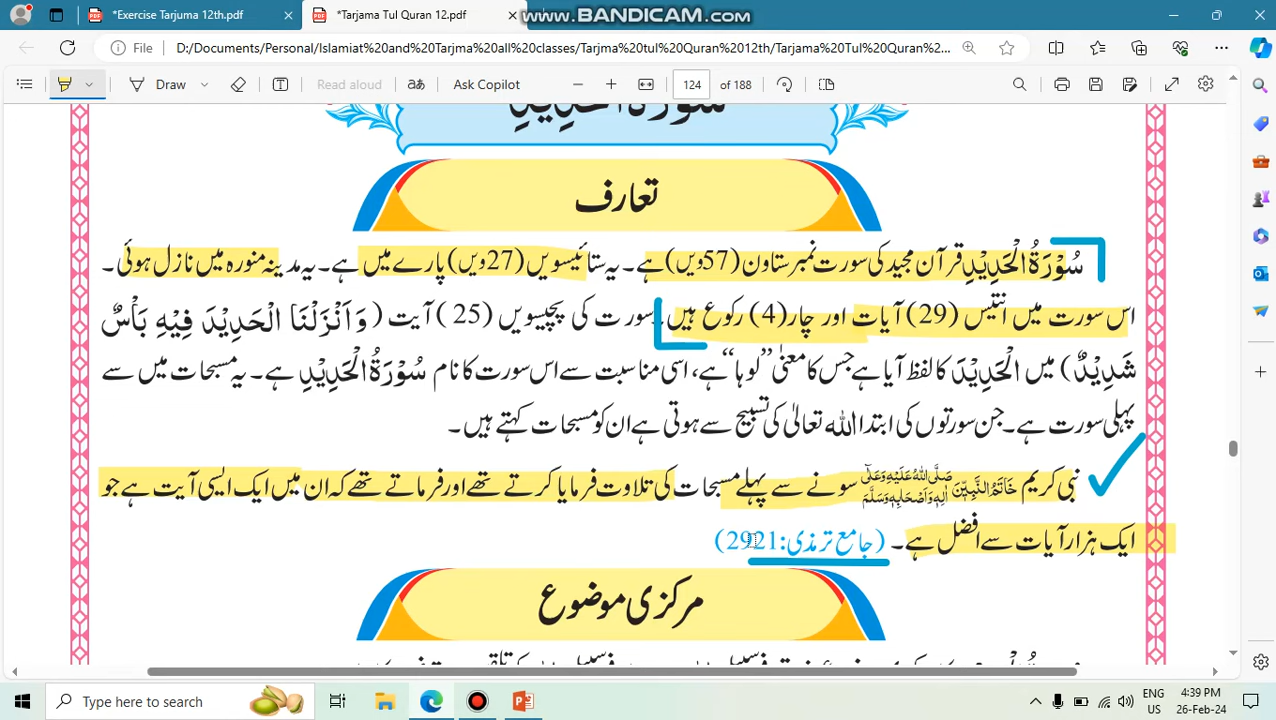 *Exercise Tarjuma 12th.pdf
*Tarjama Tul Quran 12.pdf
www.BANDICAM.com
File
D:/Documents/Personal/Islamiat%20and%20Tarjma%20all%20classes/Tarjma%20tul%20Quran%2012th/Tarjama%20Tul%20Quran%2...
Draw
Read aloud
aあ
Ask Copilot
124 of 188
سُوْرَۃُ الْحَدِیْدِ
تعارف
سُوْرَۃُ الْحَدِیْدِ قرآن مجید کی سورت نمبر ستاون (57ویں) ہے۔ یہ ستائیسویں (27ویں) پارے میں ہے۔ یہ مدینہ منورہ میں نازل ہوئی۔
اس سورت میں انتیس (29) آیات اور چار (4) رکوع ہیں۔ سورت کی پچیسویں (25) آیت (وَاَنْزَلْنَا الْحَدِیْدَ فِیْهِ بَاْسٌ
شَدِیْدٌ) میں الْحَدِیْدَ کا لفظ آیا ہے جس کا معنیٰ ”لوہا“ ہے، اسی مناسبت سے اس سورت کا نام سُوْرَۃُ الْحَدِیْدِ ہے۔ یہ مسبحات میں سے
پہلی سورت ہے۔ جن سورتوں کی ابتدا اللہ تعالیٰ کی تسبیح سے ہوتی ہے ان کو مسبحات کہتے ہیں۔
نبی کریم خَاتَمُ النَّبِیّٖنَ صَلَّی اللہُ عَلَیْهِ وَعَلٰٓی اٰلِهٖ وَاَصْحَابِهٖ وَسَلَّمَ سونے سے پہلے مسبحات کی تلاوت فرمایا کرتے تھے اور فرماتے تھے کہ ان میں ایک ایسی آیت ہے جو
ایک ہزار آیات سے افضل ہے۔ (جامع ترمذی: 2921)
مرکزی موضوع
Type here to search
ENG
US
4:39 PM
26-Feb-24